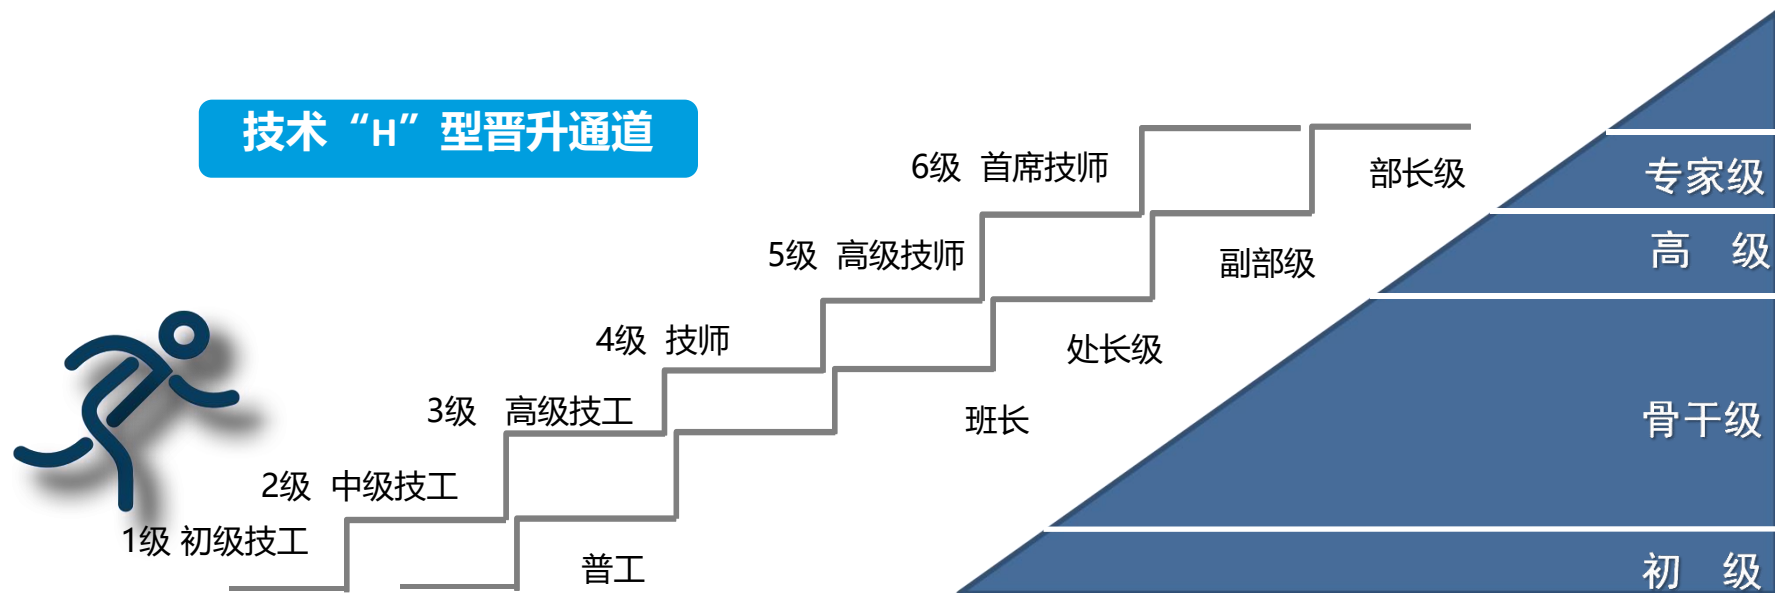 技术“H”型晋升通道
6级 首席技师
部长级
专家级
5级 高级技师
副部级
高 级
4级 技师
处长级
3级 高级技工
班长
骨干级
2级 中级技工
1级 初级技工
普工
初 级